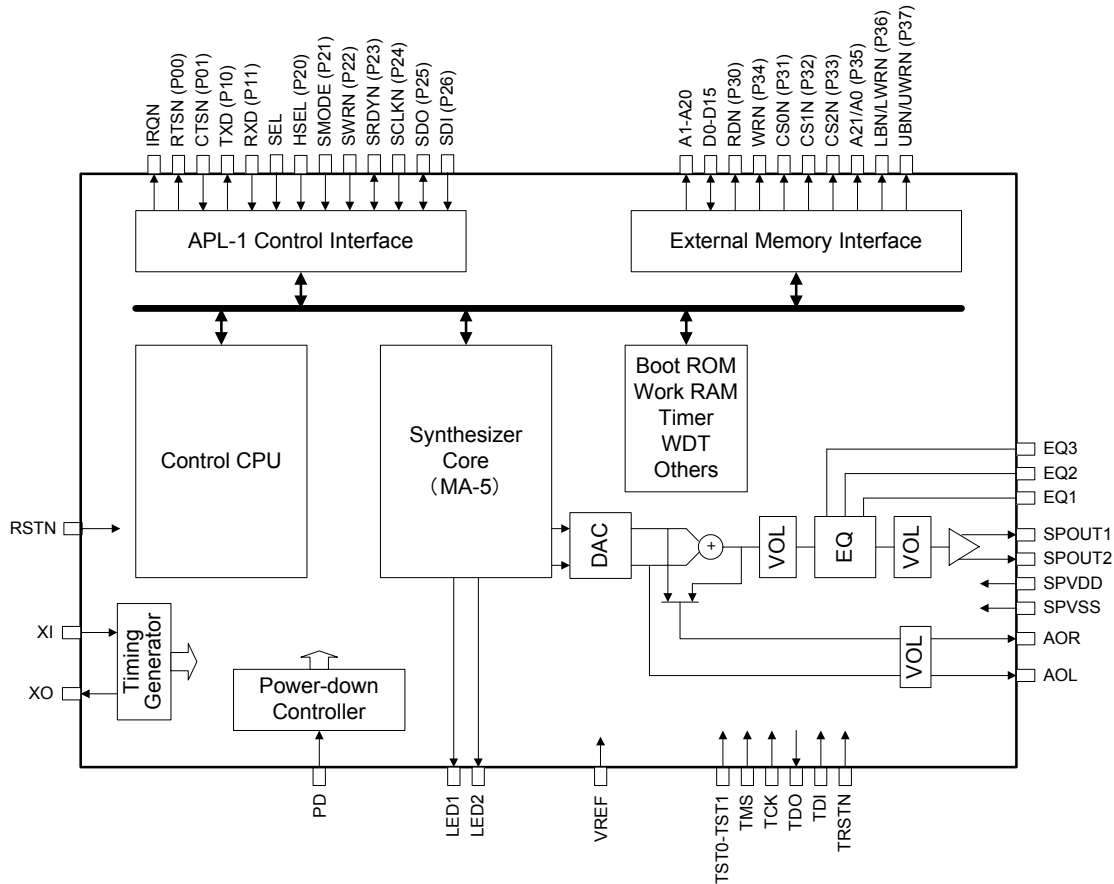 IRQN
RTSN (P00)
CTSN (P01)
TXD (P10)
RXD (P11)
SEL
HSEL (P20)
SMODE (P21)
SWRN (P22)
SRDYN (P23)
SCLKN (P24)
SDO (P25)
SDI (P26)
A1-A20
D0-D15
RDN (P30)
WRN (P34)
CS0N (P31)
CS1N (P32)
CS2N (P33)
A21/A0 (P35)
LBN/LWRN (P36)
UBN/UWRN (P37)
APL-1 Control Interface
External Memory Interface
Control CPU
Synthesizer
Core
（MA-5）
Boot ROM
Work RAM
Timer
WDT
Others
EQ3
EQ2
EQ1
RSTN
DAC
+
VOL
EQ
VOL
SPOUT1
SPOUT2
SPVDD
SPVSS
XI
XO
Timing
Generator
Power-down
Controller
VOL
AOR
AOL
PD
LED1
LED2
VREF
TST0-TST1
TMS
TCK
TDO
TDI
TRSTN